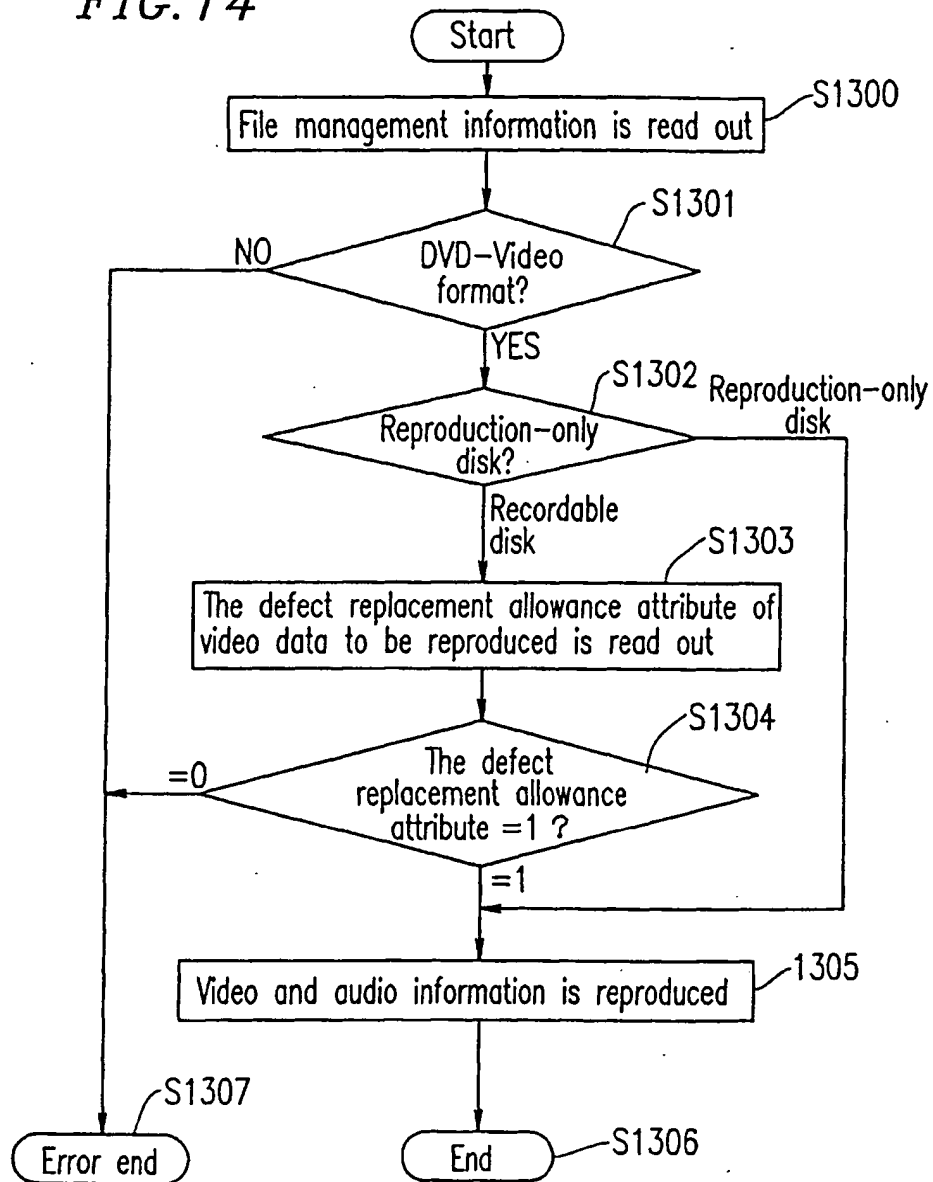 FIG. 14
Start
S1300
File management information is read out
S1301
NO
DVD-Video
format?
YES
S1302
Reproduction-only
disk
Reproduction-only
disk?
Recordable
disk
S1303
The defect replacement allowance attribute of
video data to be reproduced is read out
S1304
=0
The defect
replacement allowance
attribute =1 ?
=1
1305
Video and audio information is reproduced
S1307
Error end
End
S1306